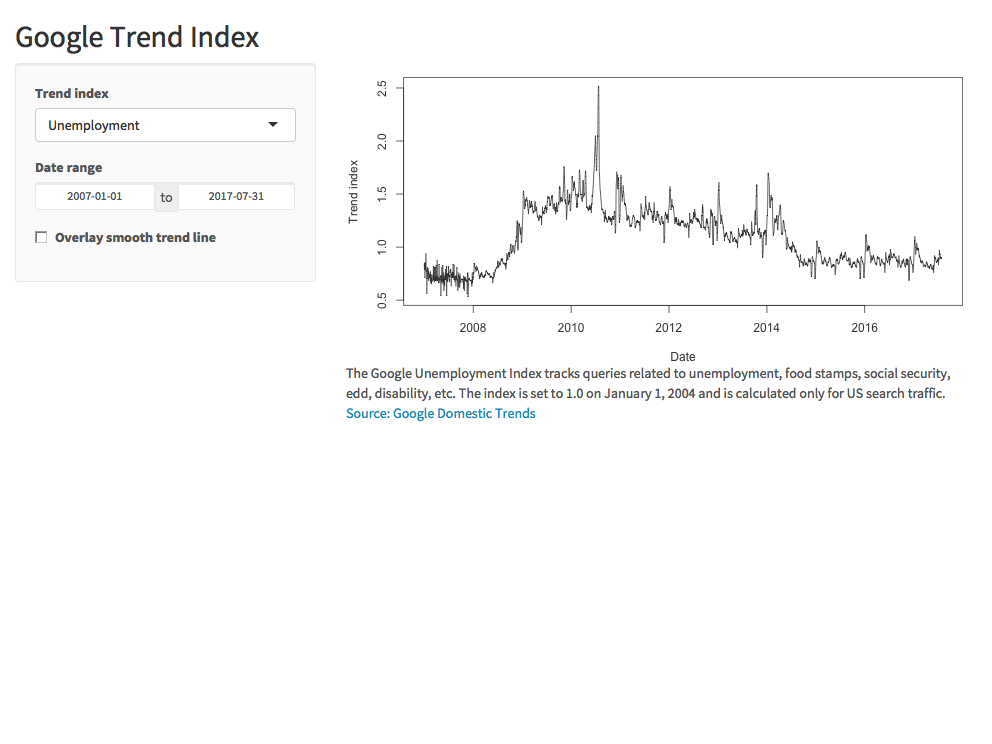 Google Trend Index
Trend index
Unemployment
Date range
2007-01-01 to 2017-07-31
Overlay smooth trend line
Trend index
2.5
2.0
1.5
1.0
0.5
2008 2010 2012 2014 2016
Date
The Google Unemployment Index tracks queries related to unemployment, food stamps, social security,
edd, disability, etc. The index is set to 1.0 on January 1, 2004 and is calculated only for US search traffic.
Source: Google Domestic Trends